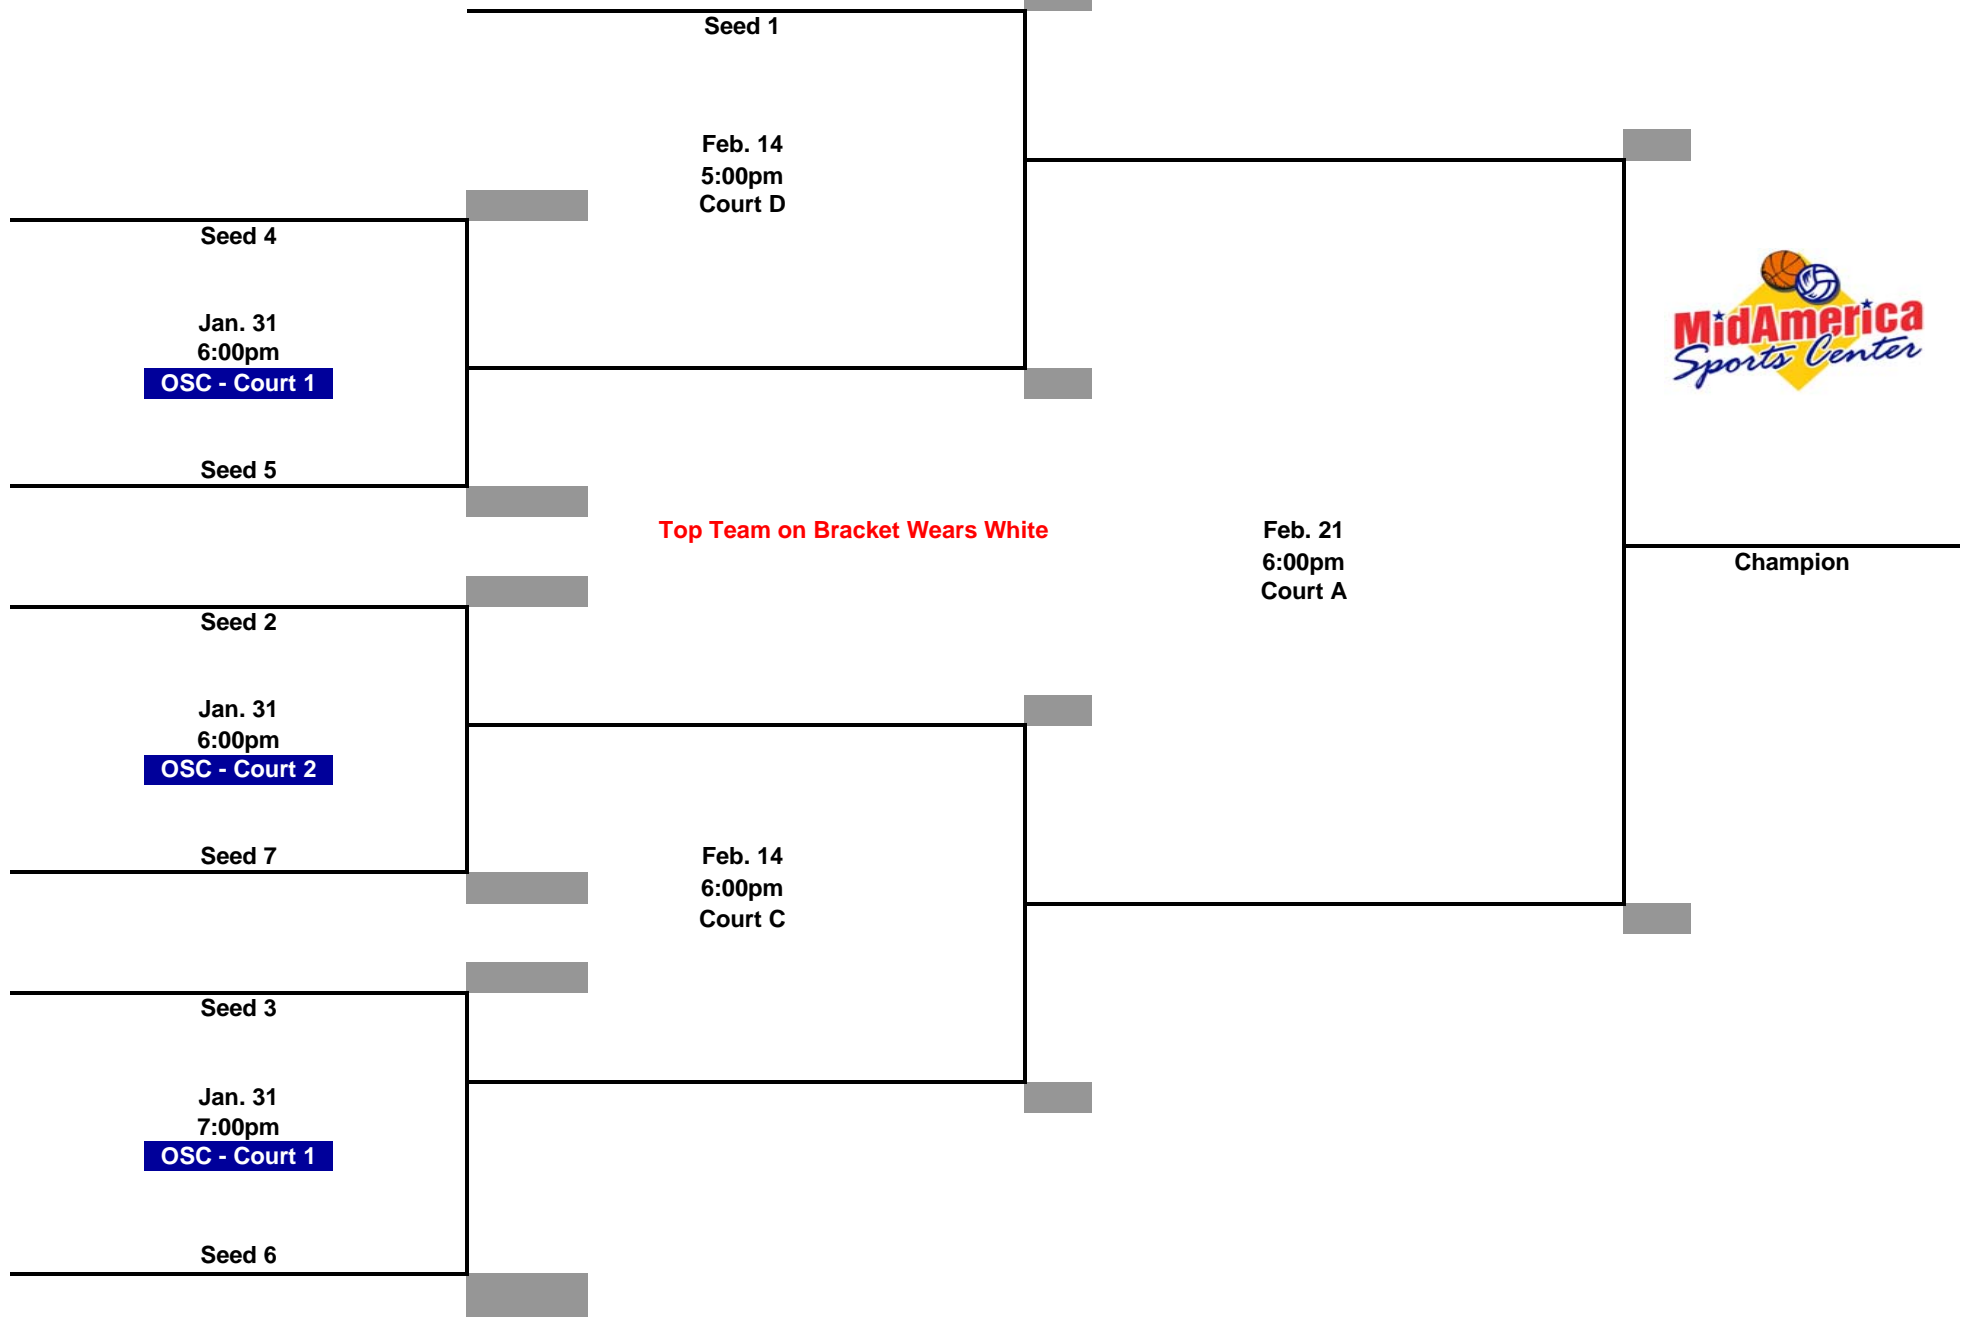 Seed 1
Feb. 14
5:00pm
Court D
Seed 4
Jan. 31
6:00pm
OSC - Court 1
Seed 5
MidAmerica
Sports Center
Top Team on Bracket Wears White
Feb. 21
6:00pm
Court A
Champion
Seed 2
Jan. 31
6:00pm
OSC - Court 2
Seed 7
Feb. 14
6:00pm
Court C
Seed 3
Jan. 31
7:00pm
OSC - Court 1
Seed 6